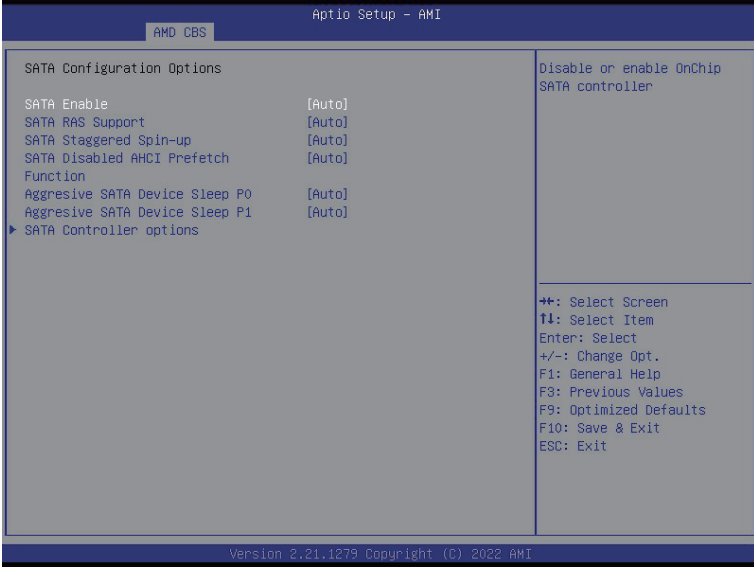 Aptio Setup – AMI
AMD CBS
SATA Configuration Options
SATA Enable [Auto]
SATA RAS Support [Auto]
SATA Staggered Spin-up [Auto]
SATA Disabled AHCI Prefetch [Auto]
Function
Aggresive SATA Device Sleep P0 [Auto]
Aggresive SATA Device Sleep P1 [Auto]
► SATA Controller options
Disable or enable OnChip
SATA controller
→←: Select Screen
↑↓: Select Item
Enter: Select
+/-: Change Opt.
F1: General Help
F3: Previous Values
F9: Optimized Defaults
F10: Save & Exit
ESC: Exit
Version 2.21.1279 Copyright (C) 2022 AMI